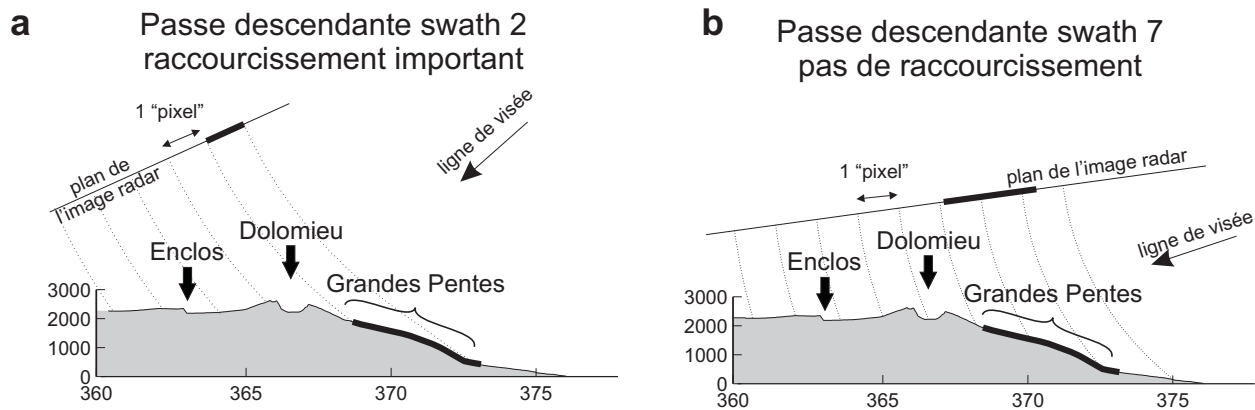 a
Passe descendante swath 2
raccourcissement important
1 “pixel”
ligne de visée
plan de
l’image radar
Dolomieu
Enclos
Grandes Pentes
3000
2000
1000
0
360
365
370
375
b
Passe descendante swath 7
pas de raccourcissement
1 “pixel”
plan de l’image radar
ligne de visée
Dolomieu
Enclos
Grandes Pentes
3000
2000
1000
0
360
365
370
375